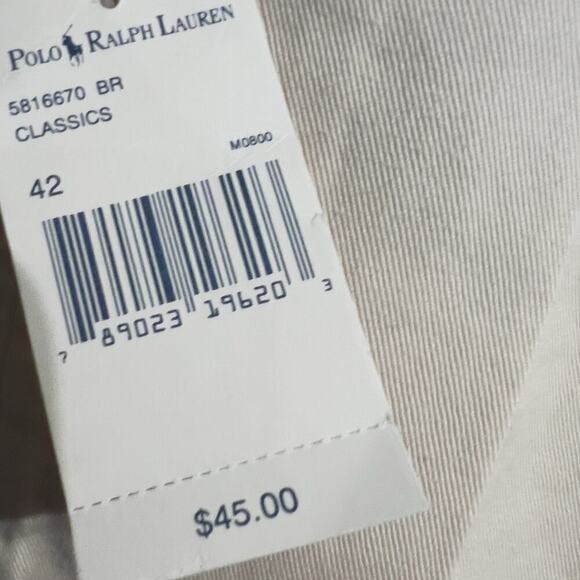 POLO RALPH LAUREN
5816670 BR
CLASSICS
M0800
42
7 89023 19620 3
$45.00